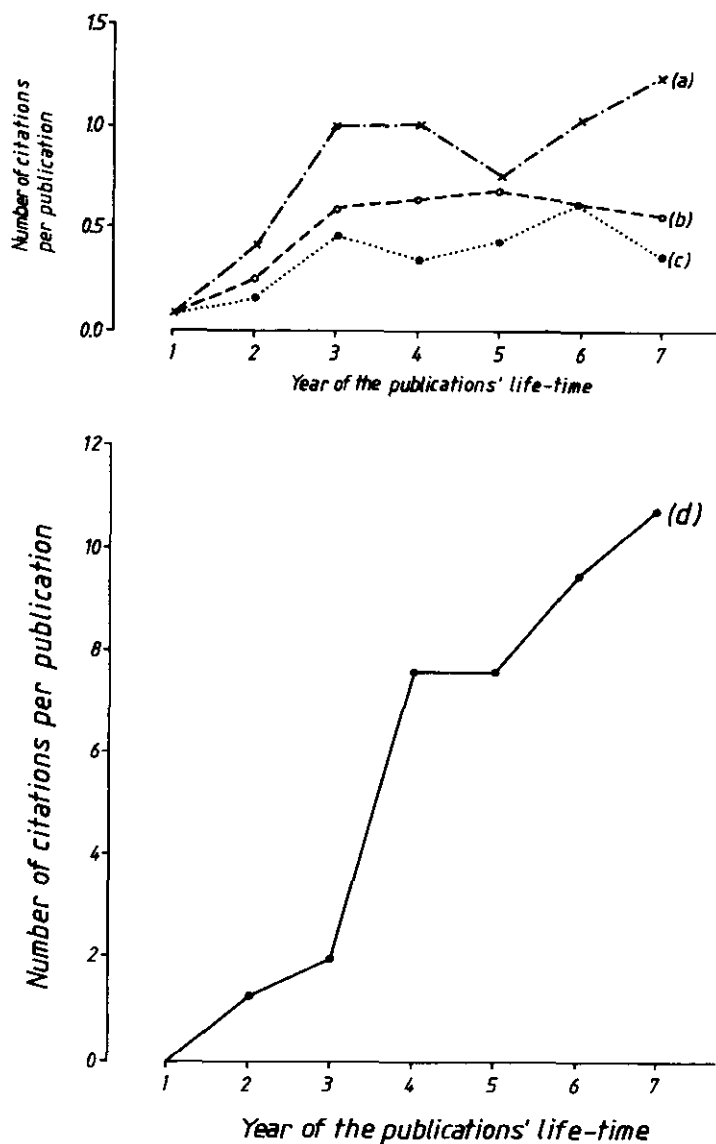 1.5
1.0
0.5
0.0
Number of citations
per publication
(a)
(b)
(c)
1 2 3 4 5 6 7
Year of the publications' life-time
12
10
8
6
4
2
0
Number of citations per publication
(d)
1 2 3 4 5 6 7
Year of the publications' life-time